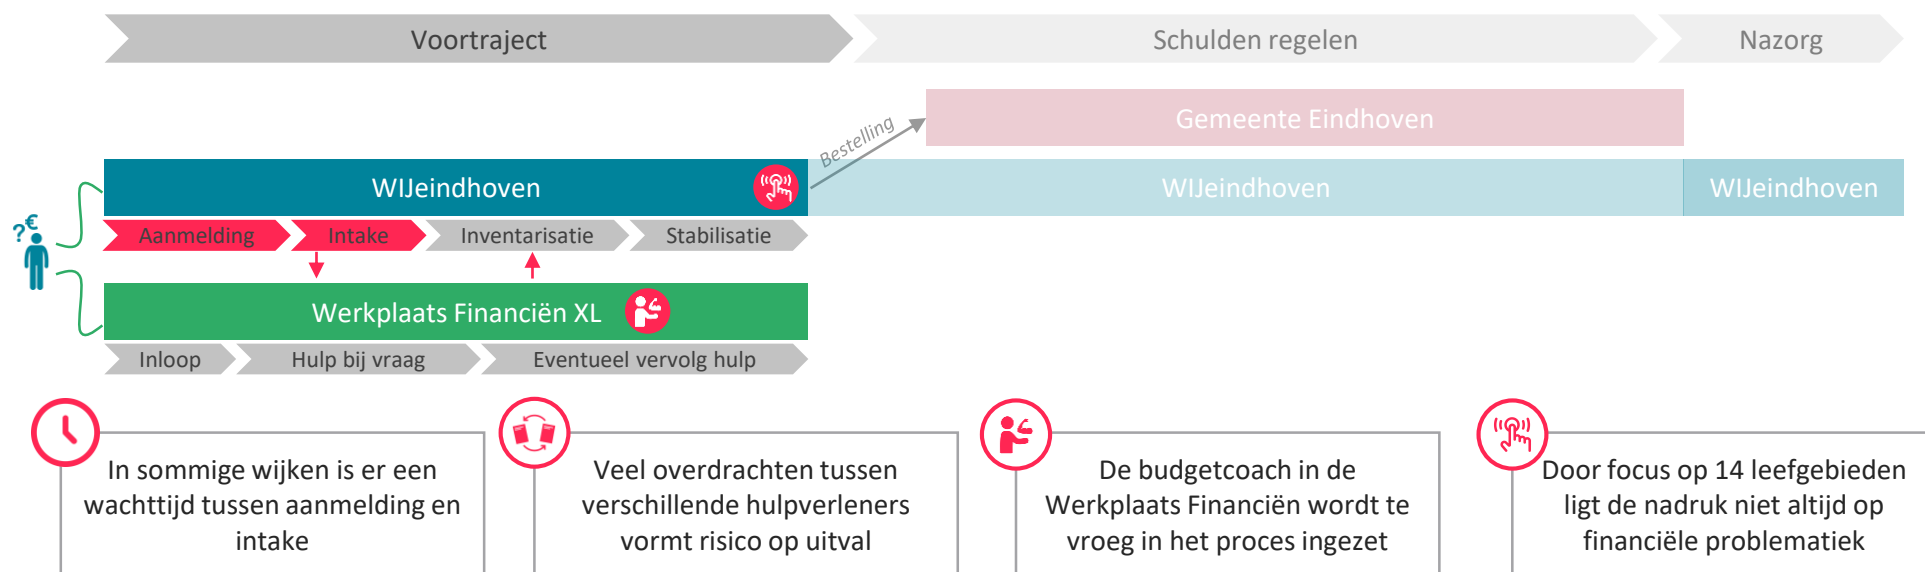 Voortraject
Schulden regelen
Nazorg
Gemeente Eindhoven
Bestelling
WIJeindhoven
WIJeindhoven
WIJeindhoven
?€
Aanmelding
Intake
Inventarisatie
Stabilisatie
Werkplaats Financiën XL
Inloop
Hulp bij vraag
Eventueel vervolg hulp
In sommige wijken is er een
wachttijd tussen aanmelding en
intake
Veel overdrachten tussen
verschillende hulpverleners
vormt risico op uitval
De budgetcoach in de
Werkplaats Financiën wordt te
vroeg in het proces ingezet
Door focus op 14 leefgebieden
ligt de nadruk niet altijd op
financiële problematiek